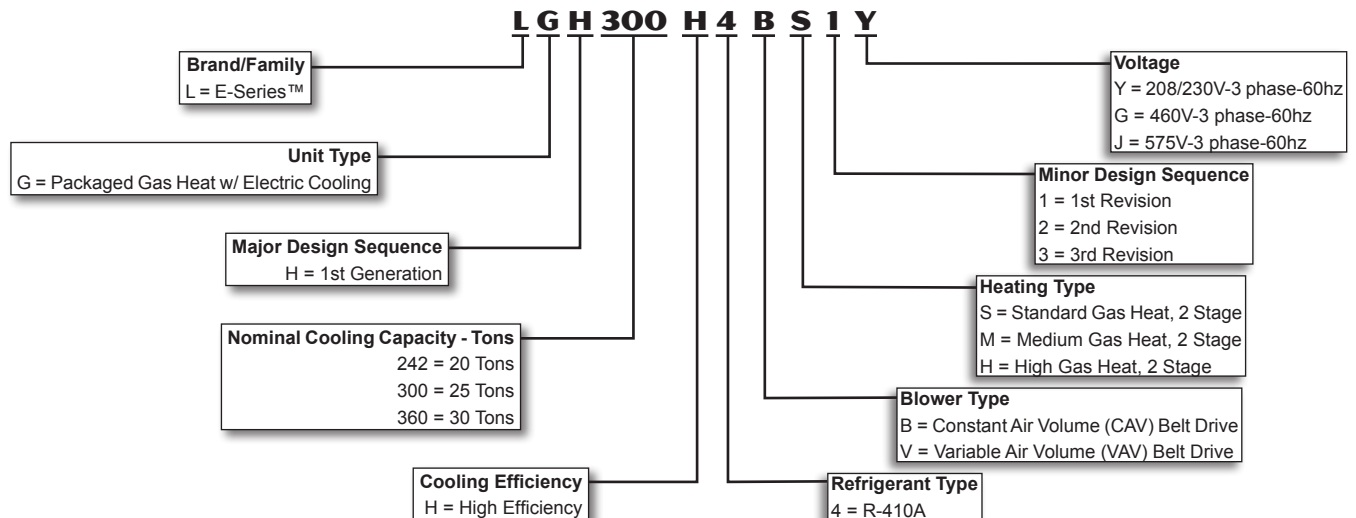 L G H 300 H 4 B S 1 Y
Brand/Family
L = E-Series™
Unit Type
G = Packaged Gas Heat w/ Electric Cooling
Major Design Sequence
H = 1st Generation
Nominal Cooling Capacity - Tons
242 = 20 Tons
300 = 25 Tons
360 = 30 Tons
Cooling Efficiency
H = High Efficiency
Voltage
Y = 208/230V-3 phase-60hz
G = 460V-3 phase-60hz
J = 575V-3 phase-60hz
Minor Design Sequence
1 = 1st Revision
2 = 2nd Revision
3 = 3rd Revision
Heating Type
S = Standard Gas Heat, 2 Stage
M = Medium Gas Heat, 2 Stage
H = High Gas Heat, 2 Stage
Blower Type
B = Constant Air Volume (CAV) Belt Drive
V = Variable Air Volume (VAV) Belt Drive
Refrigerant Type
4 = R-410A